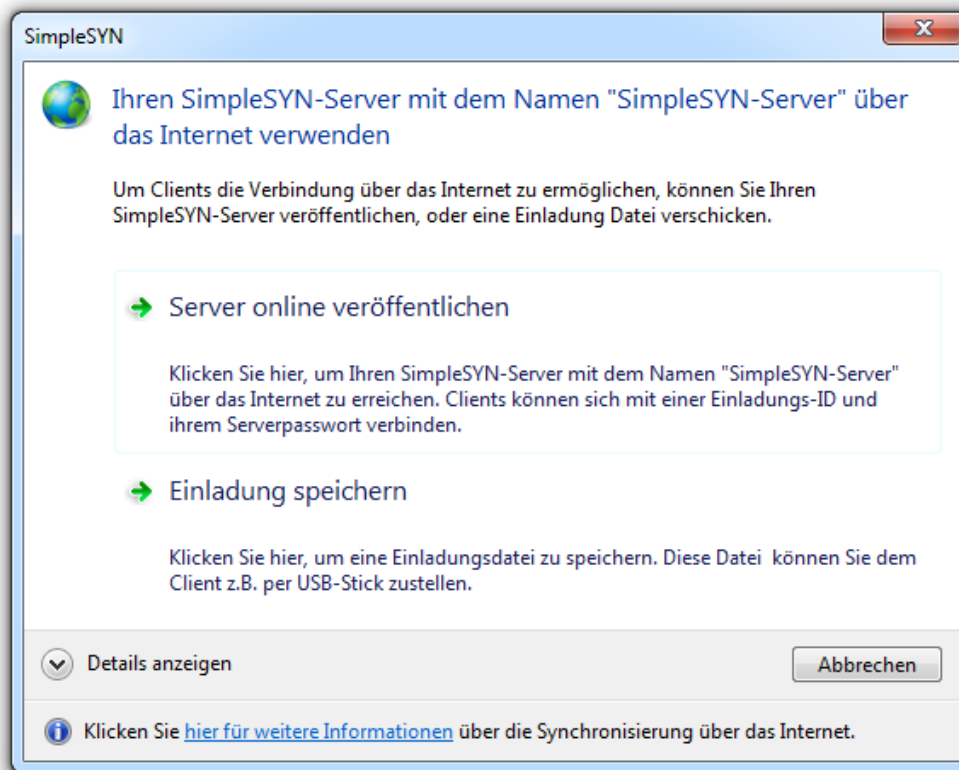 SimpleSYN
Ihren SimpleSYN-Server mit dem Namen "SimpleSYN-Server" über
das Internet verwenden
Um Clients die Verbindung über das Internet zu ermöglichen, können Sie Ihren
SimpleSYN-Server veröffentlichen, oder eine Einladung Datei verschicken.
Server online veröffentlichen
Klicken Sie hier, um Ihren SimpleSYN-Server mit dem Namen "SimpleSYN-Server"
über das Internet zu erreichen. Clients können sich mit einer Einladungs-ID und
ihrem Serverpasswort verbinden.
Einladung speichern
Klicken Sie hier, um eine Einladungsdatei zu speichern. Diese Datei  können Sie dem
Client z.B. per USB-Stick zustellen.
Details anzeigen
Abbrechen
Klicken Sie hier für weitere Informationen über die Synchronisierung über das Internet.